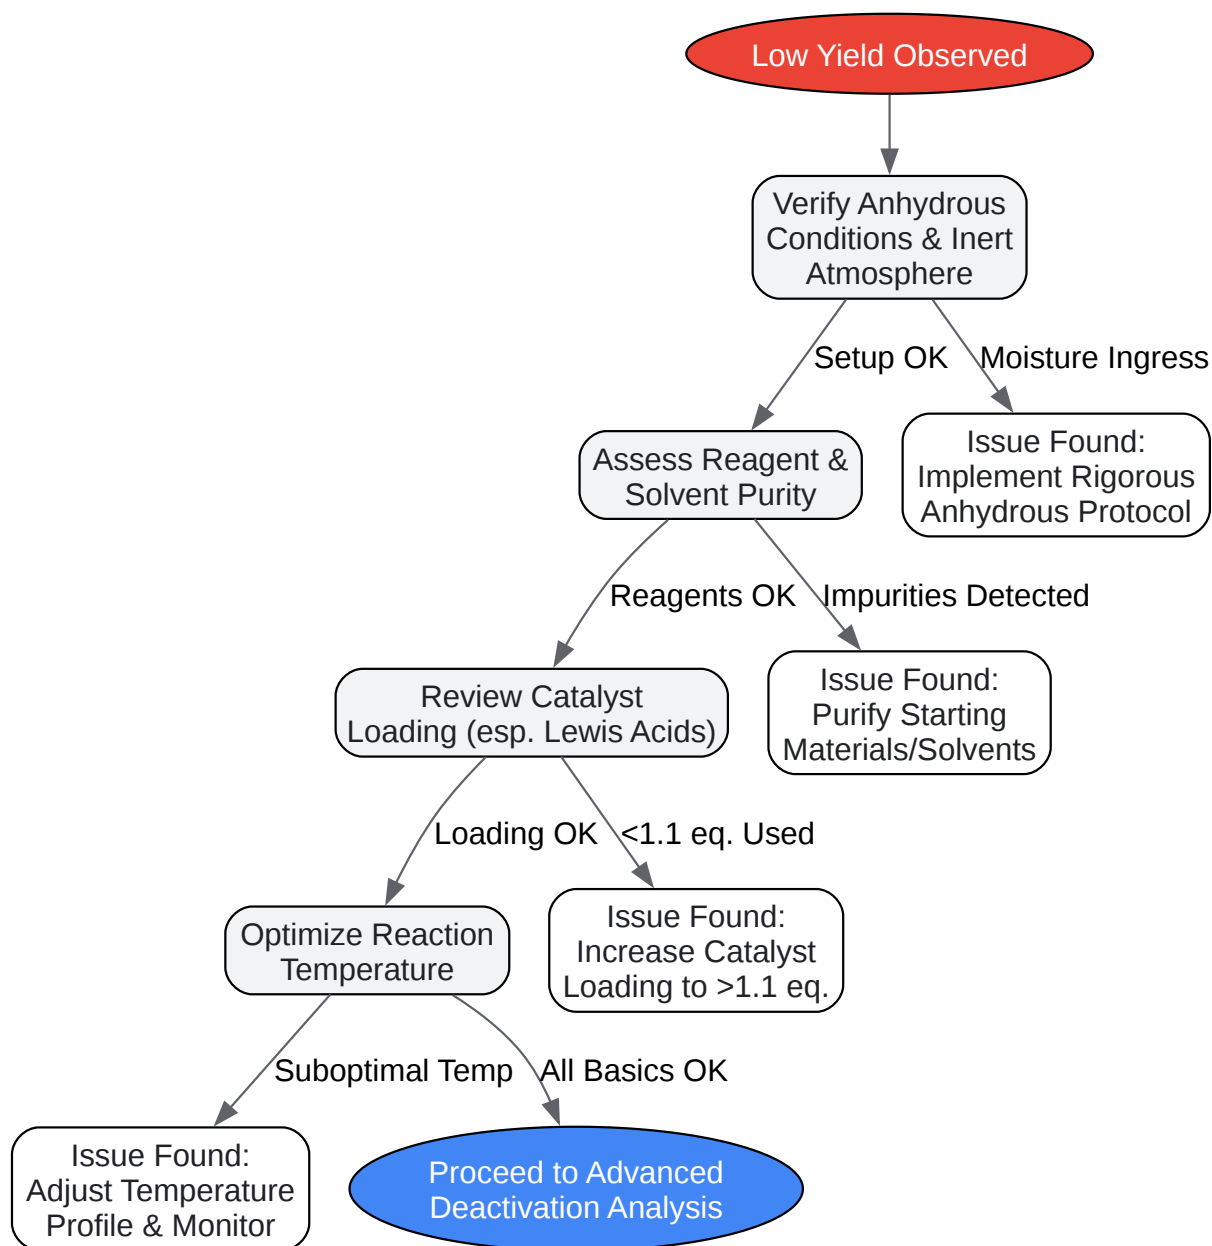 Low Yield Observed
Verify Anhydrous
Conditions & Inert
Atmosphere
Setup OK
Moisture Ingress
Assess Reagent &
Solvent Purity
Issue Found:
Implement Rigorous
Anhydrous Protocol
Reagents OK
Impurities Detected
Review Catalyst
Loading (esp. Lewis Acids)
Issue Found:
Purify Starting
Materials/Solvents
Loading OK
<1.1 eq. Used
Optimize Reaction
Temperature
Issue Found:
Increase Catalyst
Loading to >1.1 eq.
Suboptimal Temp
All Basics OK
Issue Found:
Adjust Temperature
Profile & Monitor
Proceed to Advanced
Deactivation Analysis